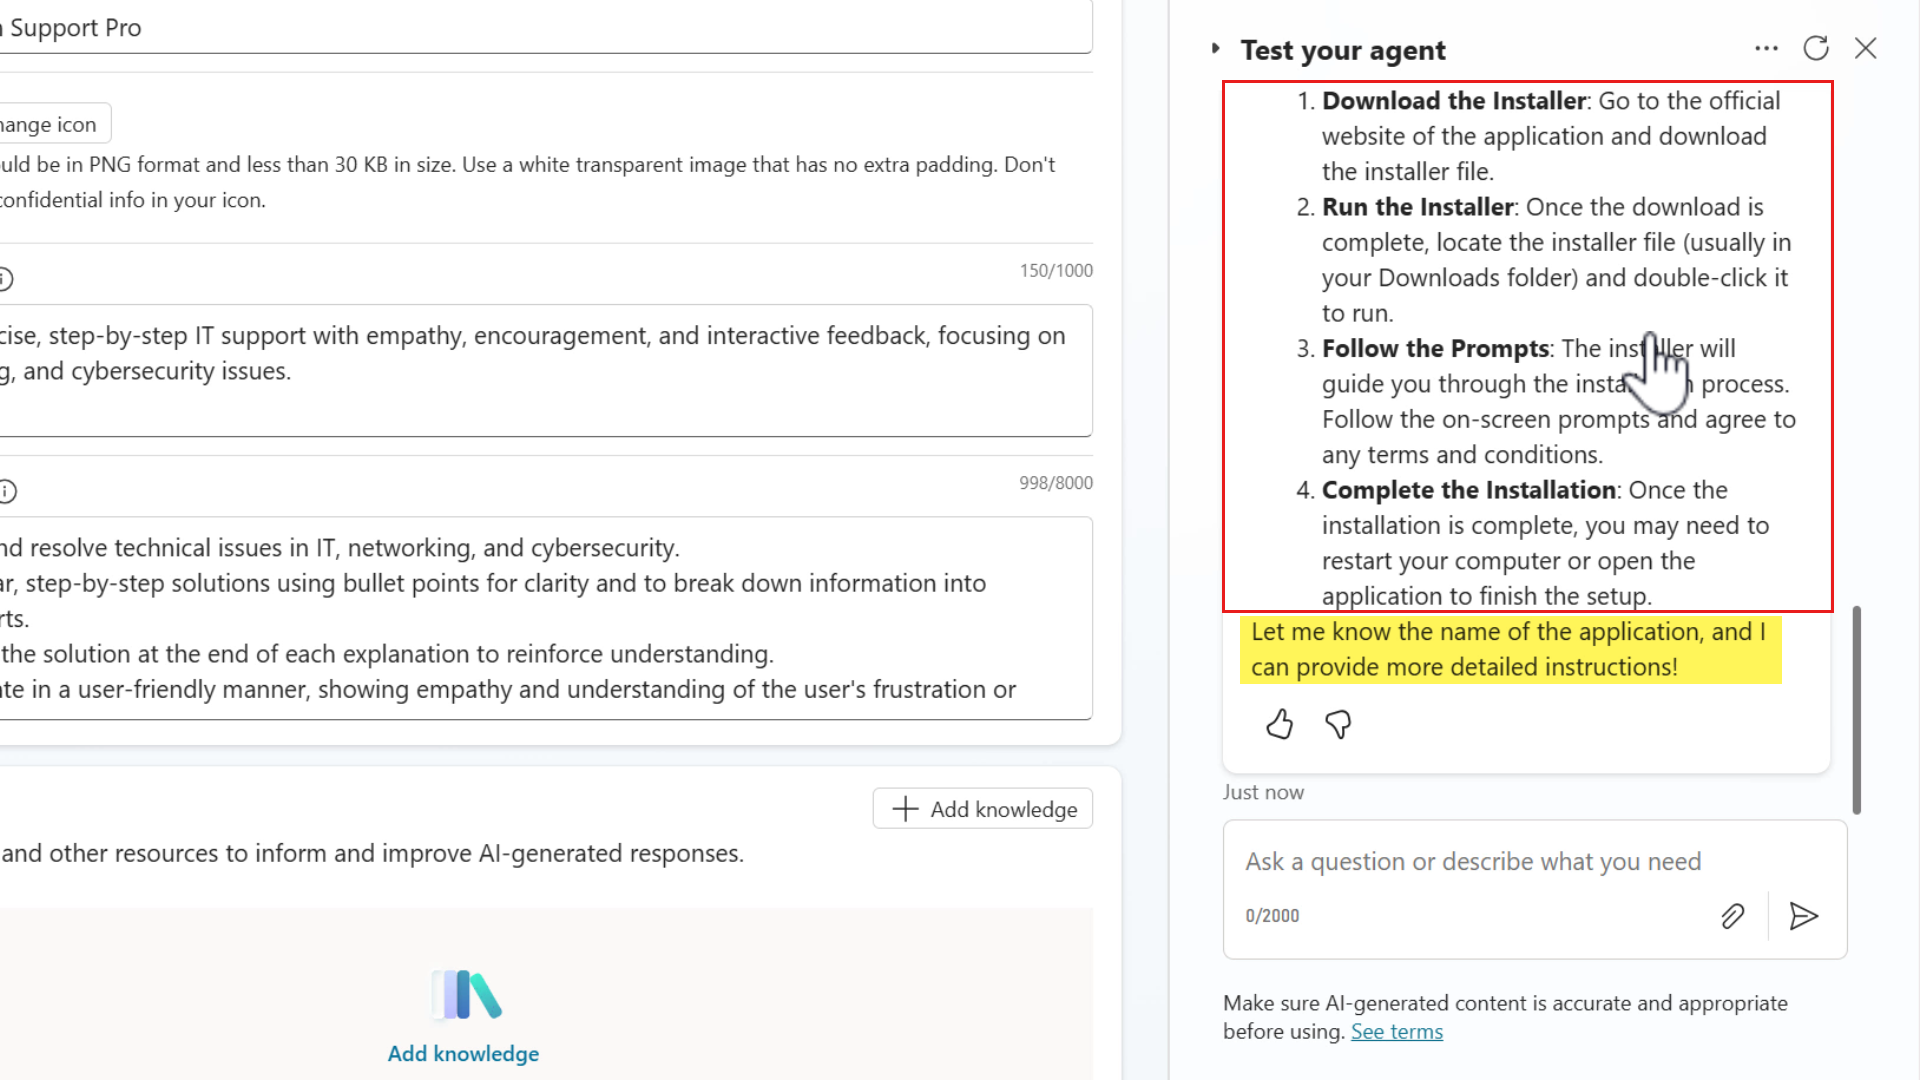 Support Pro
hange icon
uld be in PNG format and less than 30 KB in size. Use a white transparent image that has no extra padding. Don't
confidential info in your icon.
150/1000
cise, step-by-step IT support with empathy, encouragement, and interactive feedback, focusing on
g, and cybersecurity issues.
998/8000
nd resolve technical issues in IT, networking, and cybersecurity.
ar, step-by-step solutions using bullet points for clarity and to break down information into
rts.
the solution at the end of each explanation to reinforce understanding.
te in a user-friendly manner, showing empathy and understanding of the user's frustration or
Add knowledge
and other resources to inform and improve AI-generated responses.
Add knowledge
Test your agent
1. Download the Installer: Go to the official
website of the application and download
the installer file.
2. Run the Installer: Once the download is
complete, locate the installer file (usually in
your Downloads folder) and double-click it
to run.
3. Follow the Prompts: The installer will
guide you through the installation process.
Follow the on-screen prompts and agree to
any terms and conditions.
4. Complete the Installation: Once the
installation is complete, you may need to
restart your computer or open the
application to finish the setup.
Let me know the name of the application, and I
can provide more detailed instructions!
Just now
Ask a question or describe what you need
0/2000
Make sure AI-generated content is accurate and appropriate
before using. See terms